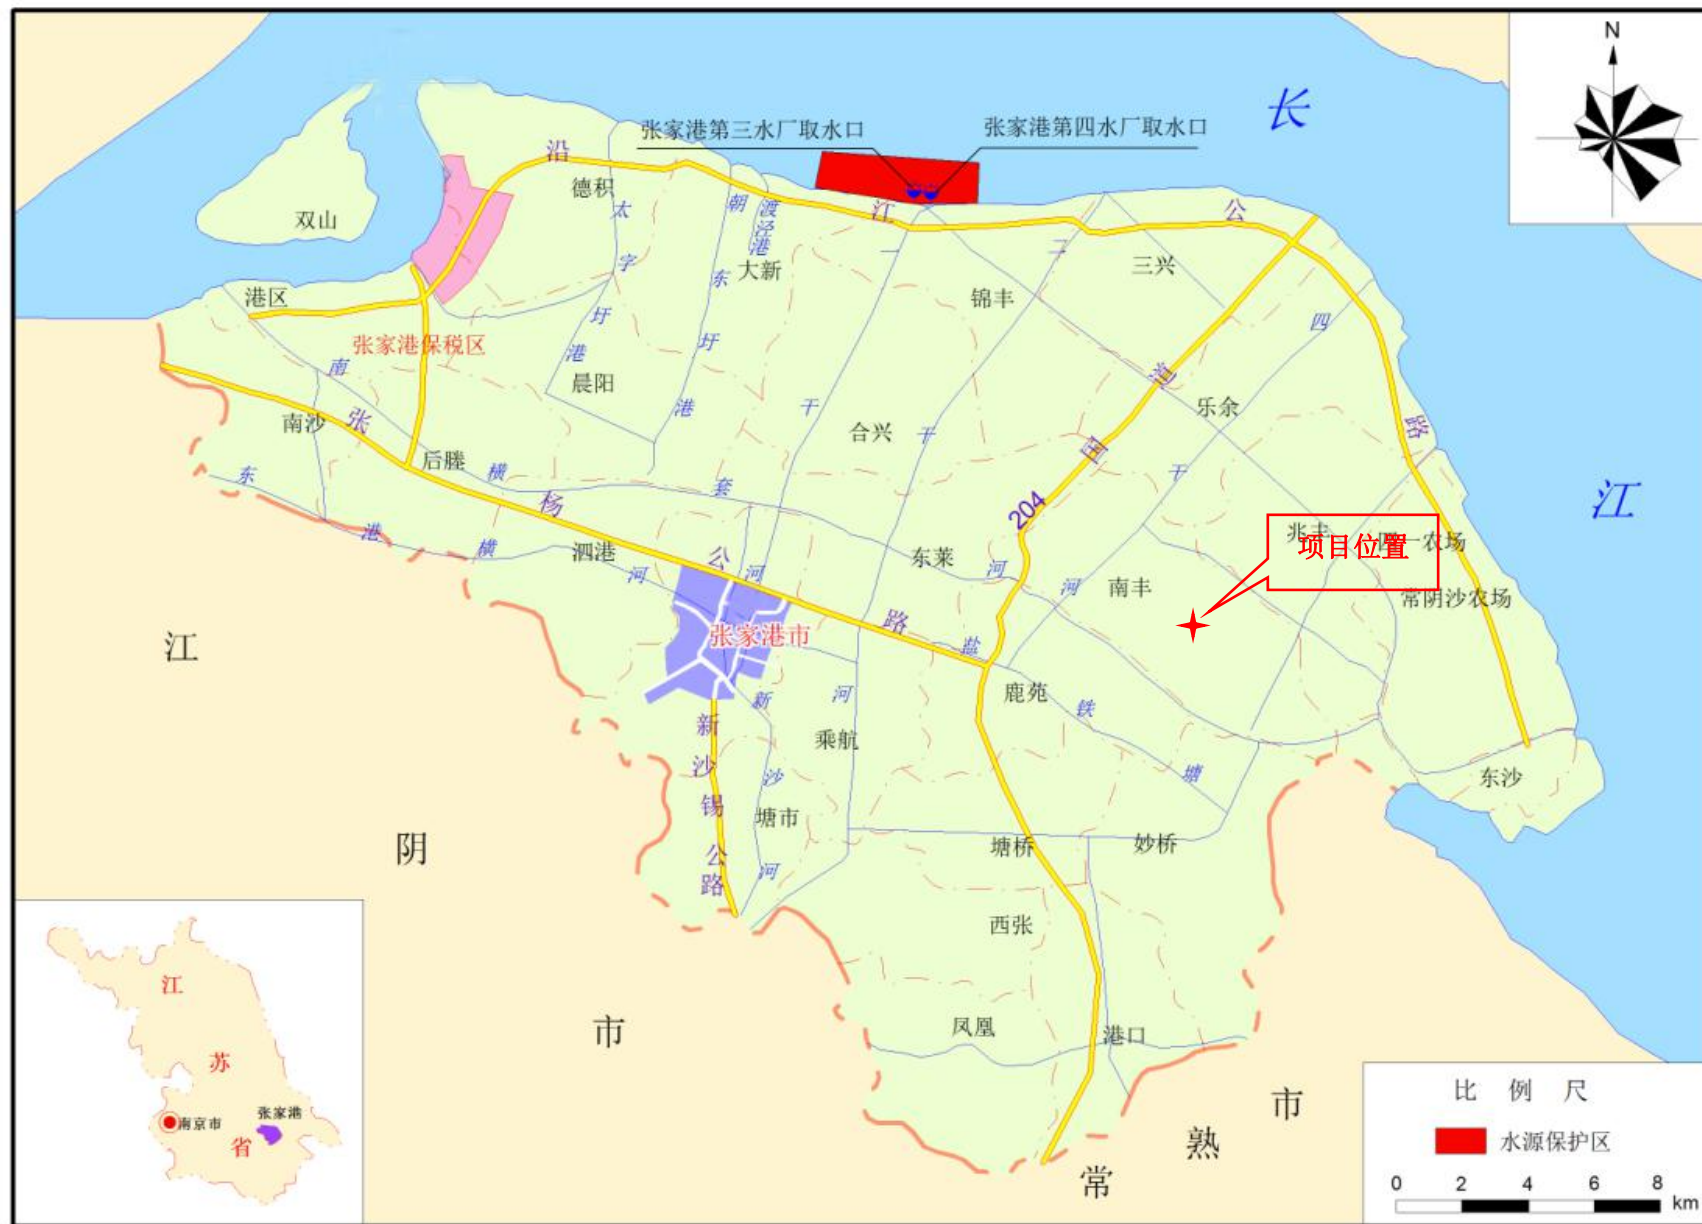 N
长
江
张家港第三水厂取水口
张家港第四水厂取水口
沿
江
公
路
双山
德积
太
字
圩
港
朝
东
圩
港
渡
泾
港
大新
一
干
河
二
干
河
三兴
锦丰
四
干
河
港区
张家港保税区
南
横
套
河
晨阳
合兴
乐余
204
国
道
南沙
张
杨
公
路
后塍
东
港
横
河
泗港
东莱
南丰
兆丰
项目位置
一农场
常阴沙农场
张家港市
盐
铁
塘
鹿苑
新
沙
河
乘航
新
沙
锡
公
路
塘市
塘桥
妙桥
东沙
西张
凤凰
港口
江
阴
市
常
熟
市
江
苏
省
南京市
张家港
比 例 尺
水源保护区
0 2 4 6 8
km